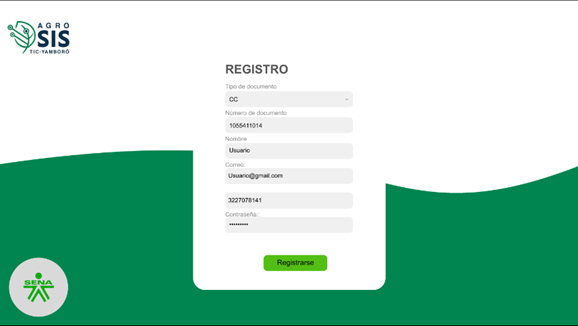 AGRO
SIS
TIC-YAMBORÓ
REGISTRO
Tipo de documento
CC
Número de documento
1055411014
Nombre
Usuaric
Correo:
Usuario@gmail.com
3227078141
Contraseña:
•••••••••
Registrarse
SENA